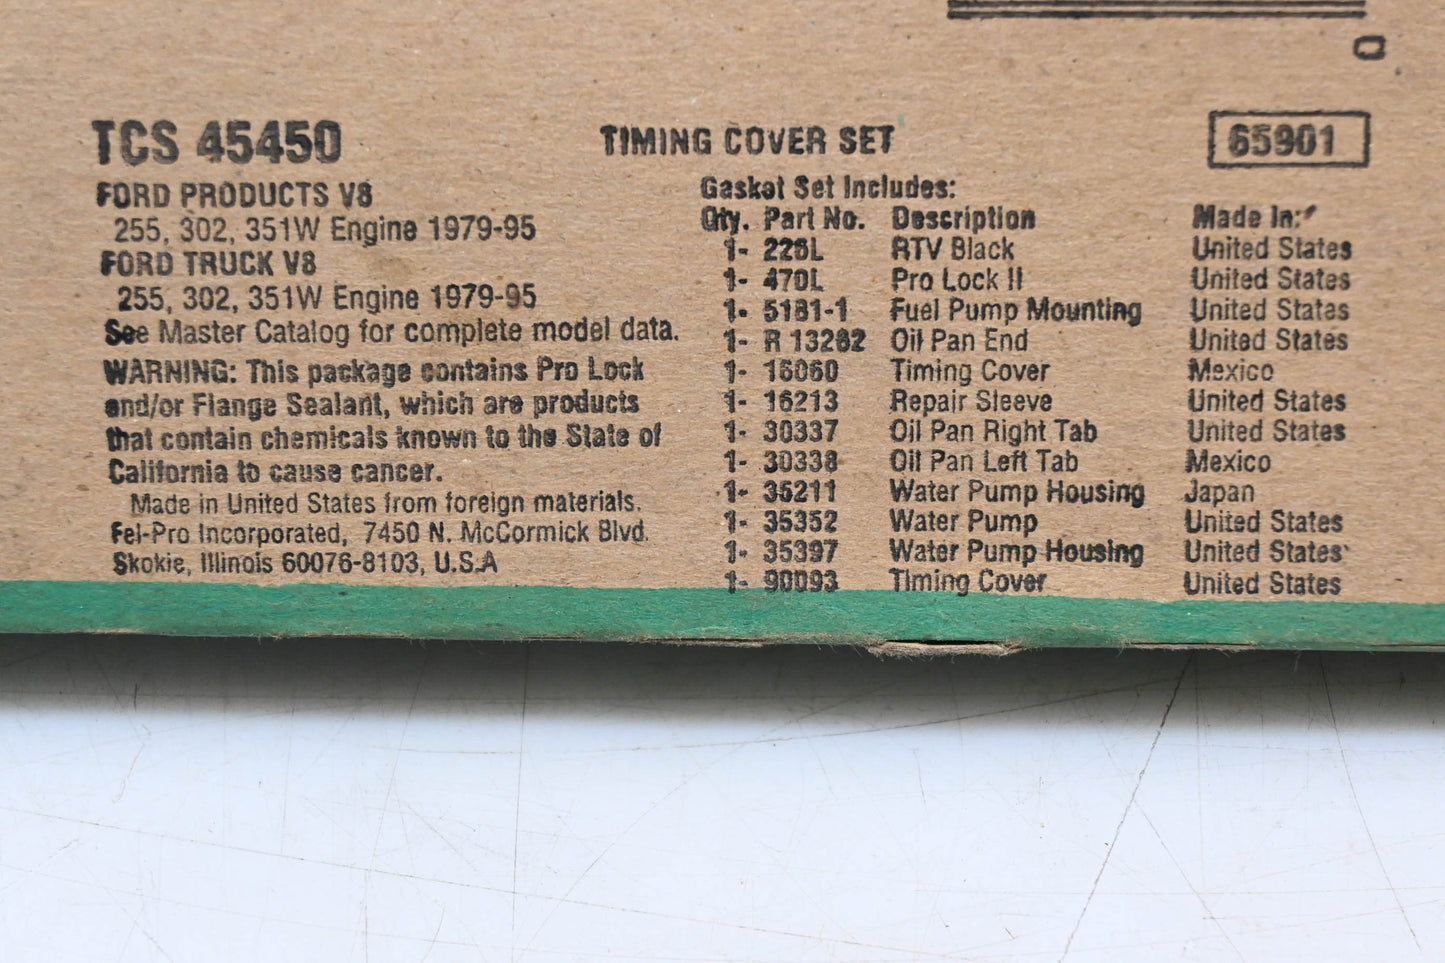 Q
TCS 45450
TIMING COVER SET
65901
FORD PRODUCTS V8
255, 302, 351W Engine 1979-95
FORD TRUCK V8
255, 302, 351W Engine 1979-95
See Master Catalog for complete model data.
WARNING: This package contains Pro Lock
and/or Flange Sealant, which are products
that contain chemicals known to the State of
California to cause cancer.
Made in United States from foreign materials.
Fel-Pro Incorporated, 7450 N. McCormick Blvd.
Skokie, Illinois 60076-8103, U.S.A
Gasket Set Includes:
Qty. Part No. Description Made In:
1- 226L RTV Black United States
1- 470L Pro Lock II United States
1- 5181-1 Fuel Pump Mounting United States
1- R 13262 Oil Pan End United States
1- 16060 Timing Cover Mexico
1- 16213 Repair Sleeve United States
1- 30337 Oil Pan Right Tab United States
1- 30338 Oil Pan Left Tab Mexico
1- 35211 Water Pump Housing Japan
1- 35352 Water Pump United States
1- 35397 Water Pump Housing United States
1- 90093 Timing Cover United States